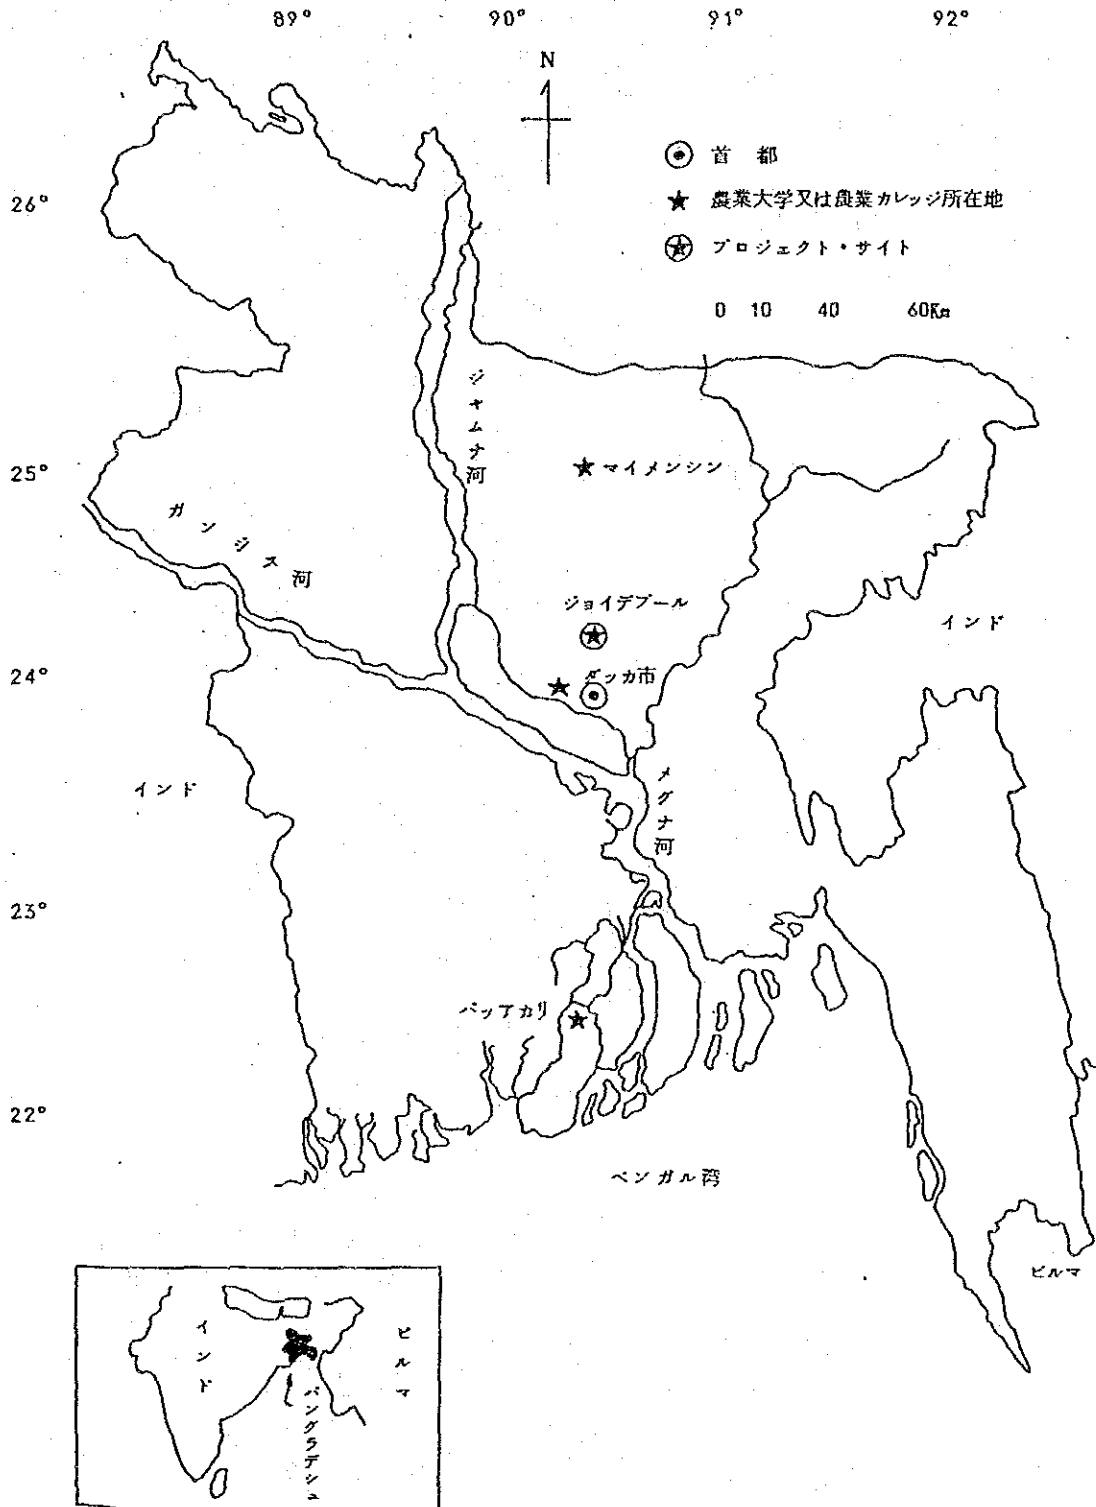 89° 90° 91° 92°
N
首都
26°
農業大学又は農業カレッジ所在地
プロジェクト・サイト
0 10 40 60Km
ジャムナ河
25°
マイメンシン
ガンジス河
ジョイデプール
インド
24°
ダッカ市
インド
メグナ河
23°
パツアカリ
22°
ベンガル湾
ビルマ
インド
ビルマ
バングラデシュ